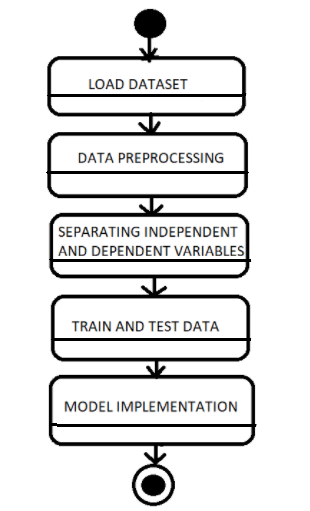 LOAD DATASET
DATA PREPROCESSING
SEPARATING INDEPENDENT
AND DEPENDENT VARIABLES
TRAIN AND TEST DATA
MODEL IMPLEMENTATION